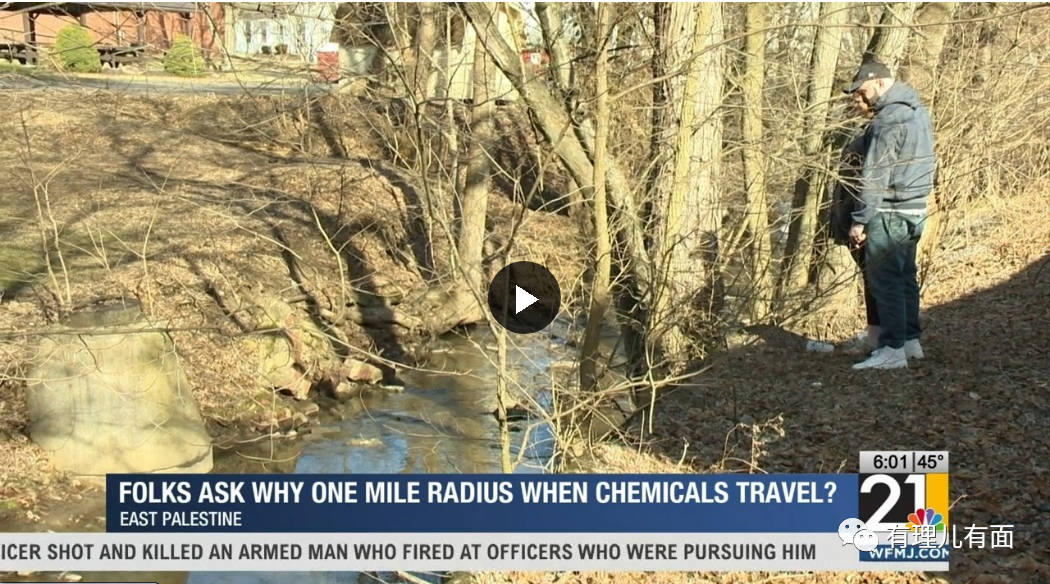 FOLKS ASK WHY ONE MILE RADIUS WHEN CHEMICALS TRAVEL?
EAST PALESTINE
6:01 45°
21
有理儿有面
WFMJ.COM
ICER SHOT AND KILLED AN ARMED MAN WHO FIRED AT OFFICERS WHO WERE PURSUING HIM